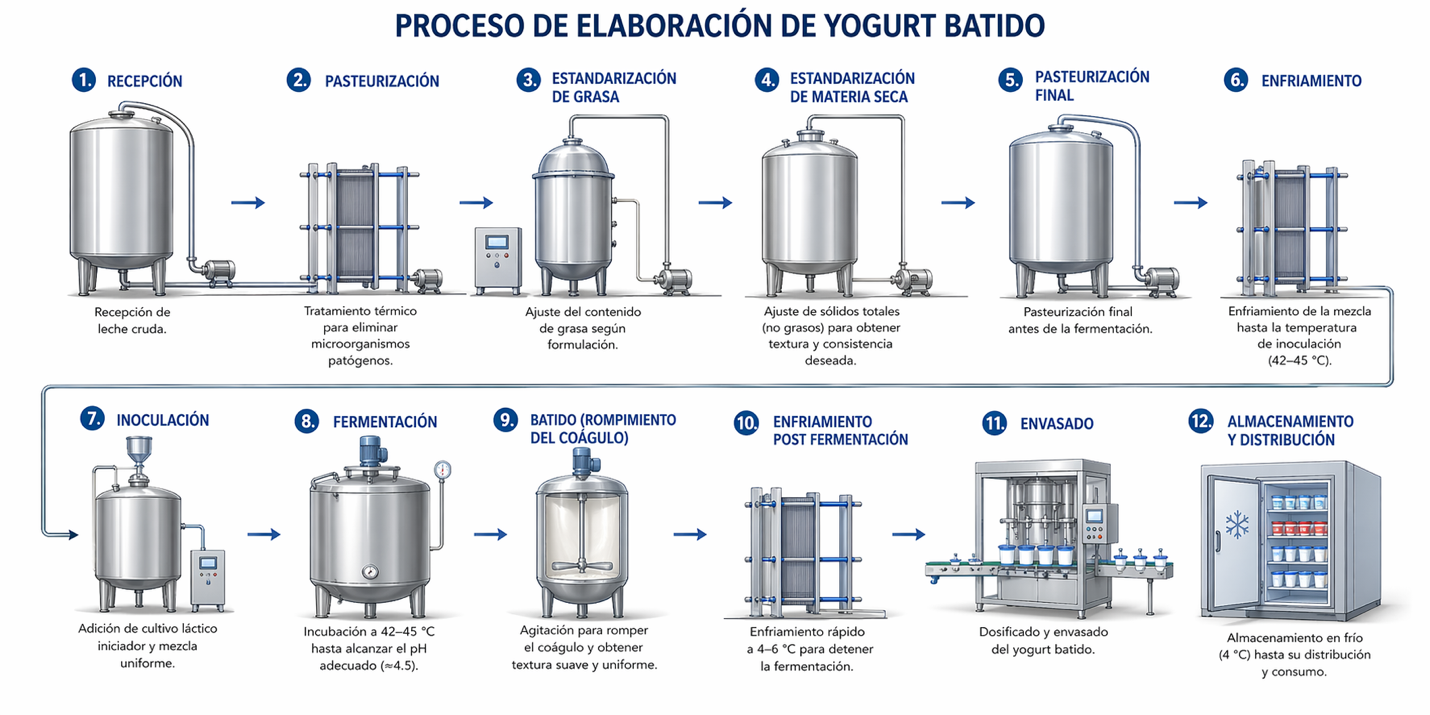 PROCESO DE ELABORACIÓN DE YOGURT BATIDO
1. RECEPCIÓN
Recepción de
leche cruda.
2. PASTEURIZACIÓN
Tratamiento térmico
para eliminar
microorganismos
patógenos.
3. ESTANDARIZACIÓN
DE GRASA
Ajuste del contenido
de grasa según
formulación.
4. ESTANDARIZACIÓN
DE MATERIA SECA
Ajuste de sólidos totales
(no grasos) para obtener
textura y consistencia
deseada.
5. PASTEURIZACIÓN
FINAL
Pasteurización final
antes de la fermentación.
6. ENFRIAMIENTO
Enfriamiento de la mezcla
hasta la temperatura
de inoculación
(42–45 °C).
7. INOCULACIÓN
Adición de cultivo láctico
iniciador y mezcla
uniforme.
8. FERMENTACIÓN
Incubación a 42–45 °C
hasta alcanzar el pH
adecuado (≈4.5).
9. BATIDO (ROMPIMIENTO
DEL COÁGULO)
Agitación para romper
el coágulo y obtener
textura suave y uniforme.
10. ENFRIAMIENTO
POST FERMENTACIÓN
Enfriamiento rápido
a 4–6 °C para detener
la fermentación.
11. ENVASADO
Dosificado y envasado
del yogurt batido.
12. ALMACENAMIENTO
Y DISTRIBUCIÓN
Almacenamiento en frío
(4 °C) hasta su distribución
y consumo.